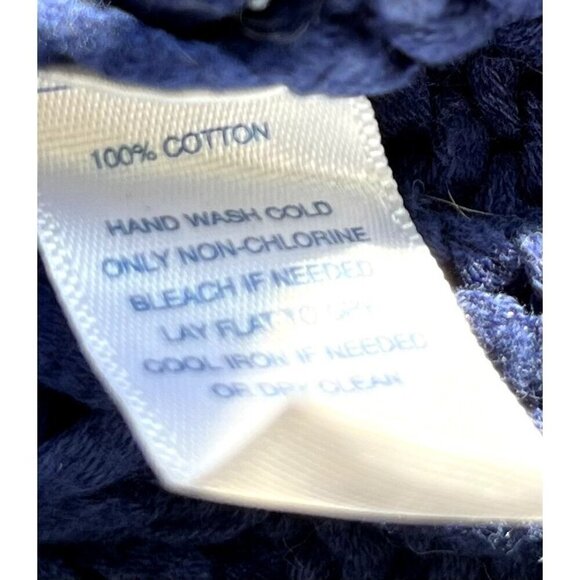 100% COTTON
HAND WASH COLD
ONLY NON-CHLORINE
BLEACH IF NEEDED
LAY FLAT TO DRY
COOL IRON IF NEEDED
OR DRY CLEAN